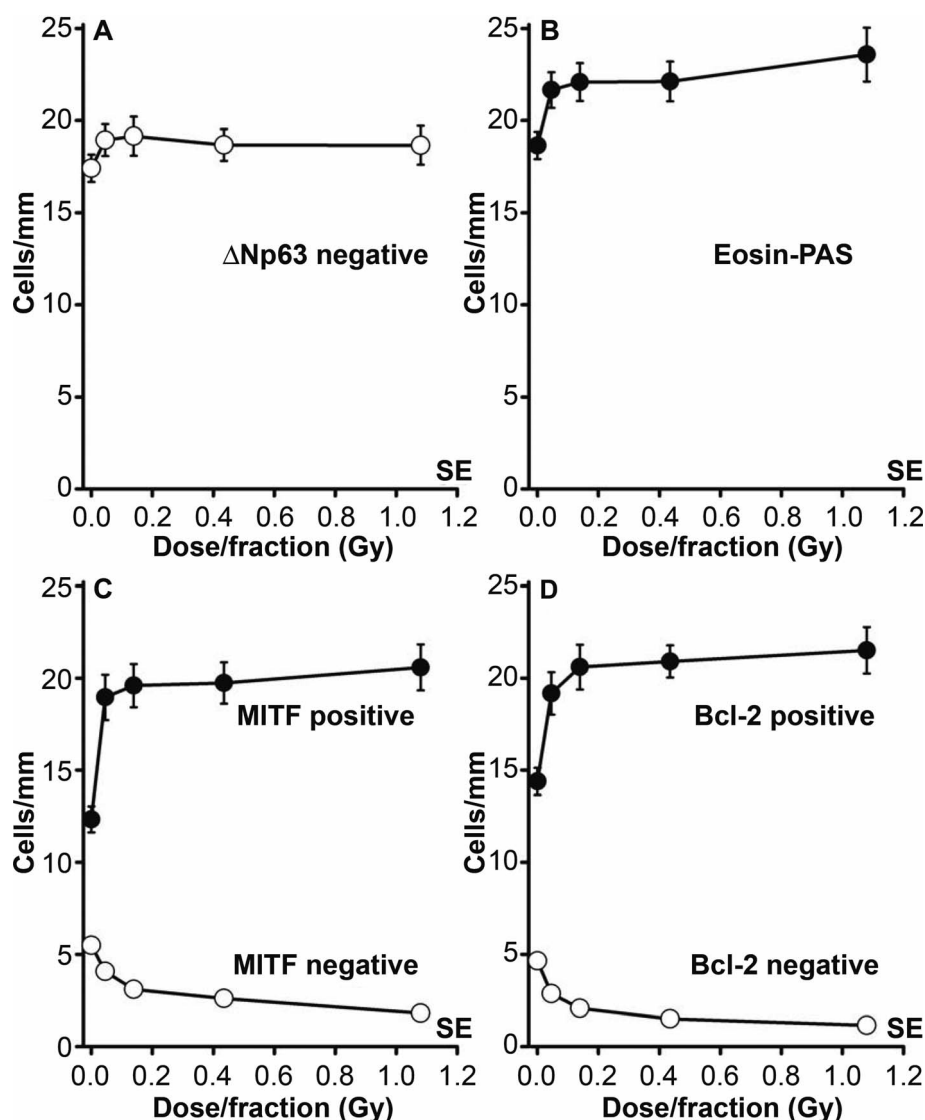 A
25
20
15
10
5
0
Cells/mm
ΔNp63 negative
SE
0.0 0.2 0.4 0.6 0.8 1.0 1.2
Dose/fraction (Gy)
B
25
20
15
10
5
0
Cells/mm
Eosin-PAS
SE
0.0 0.2 0.4 0.6 0.8 1.0 1.2
Dose/fraction (Gy)
C
25
20
15
10
5
0
Cells/mm
MITF positive
MITF negative
SE
0.0 0.2 0.4 0.6 0.8 1.0 1.2
Dose/fraction (Gy)
D
25
20
15
10
5
0
Cells/mm
Bcl-2 positive
Bcl-2 negative
SE
0.0 0.2 0.4 0.6 0.8 1.0 1.2
Dose/fraction (Gy)